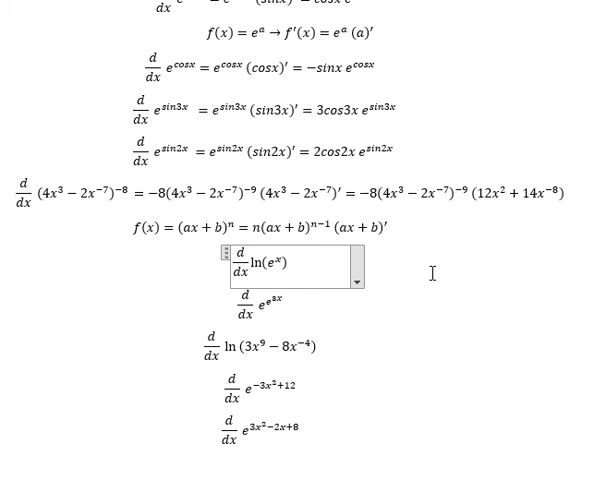 d/dx
f(x) = e^a → f′(x) = e^a (a)′
d/dx e^cosx = e^cosx (cosx)′ = −sinx e^cosx
d/dx e^sin3x = e^sin3x (sin3x)′ = 3cos3x e^sin3x
d/dx e^sin2x = e^sin2x (sin2x)′ = 2cos2x e^sin2x
d/dx (4x³ − 2x⁻⁷)⁻⁸ = −8(4x³ − 2x⁻⁷)⁻⁹ (4x³ − 2x⁻⁷)′ = −8(4x³ − 2x⁻⁷)⁻⁹ (12x² + 14x⁻⁸)
f(x) = (ax + b)ⁿ = n(ax + b)ⁿ⁻¹ (ax + b)′
d/dx ln(eˣ)
d/dx e^e^8x
d/dx ln (3x⁹ − 8x⁻⁴)
d/dx e^−3x²+12
d/dx e^3x²−2x+8